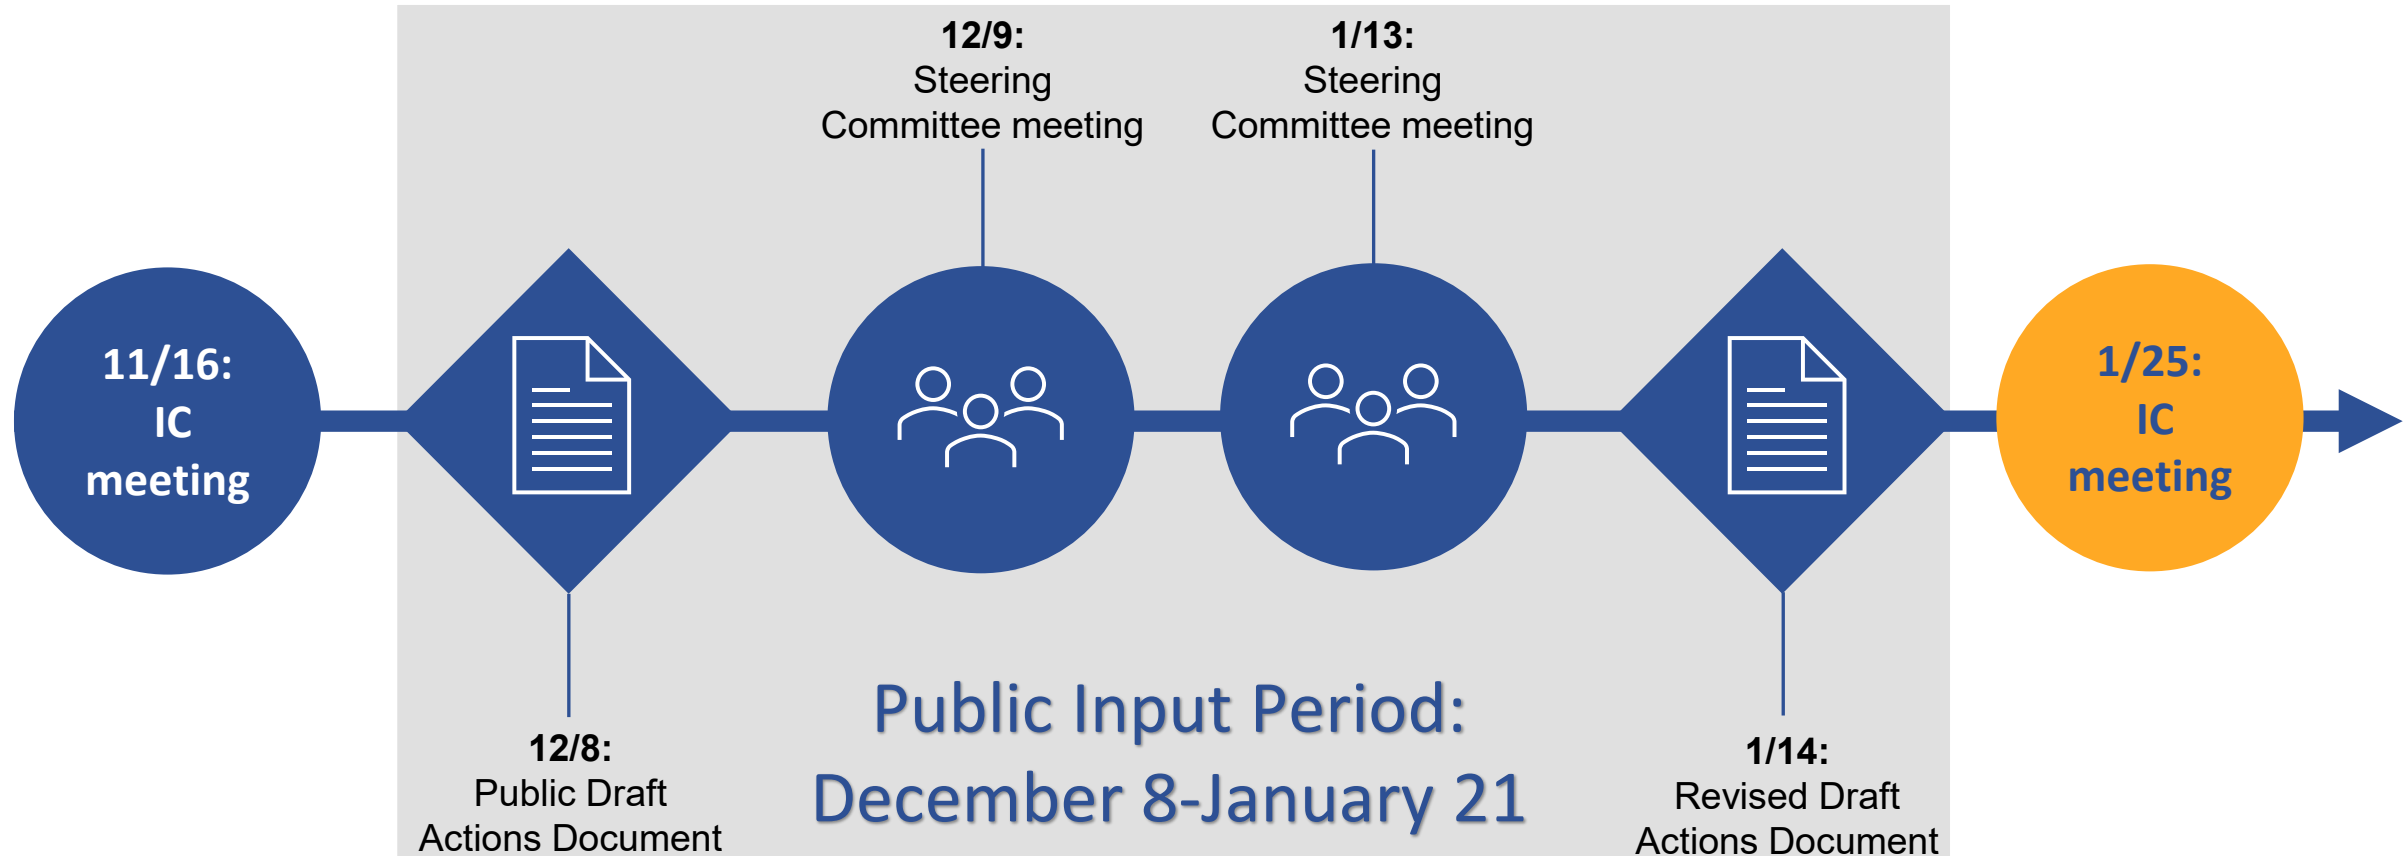 11/16:
IC
meeting
12/8:
Public Draft
Actions Document
12/9:
Steering
Committee meeting
1/13:
Steering
Committee meeting
Public Input Period:
December 8-January 21
1/14:
Revised Draft
Actions Document
1/25:
IC
meeting